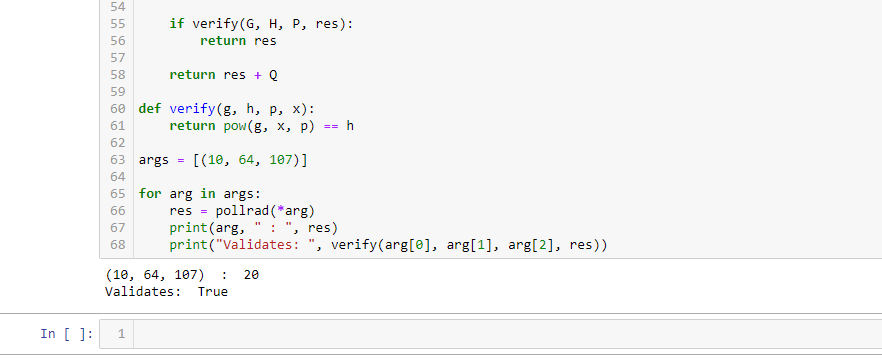 54
55 if verify(G, H, P, res):
56 return res
57
58 return res + Q
59
60 def verify(g, h, p, x):
61 return pow(g, x, p) == h
62
63 args = [(10, 64, 107)]
64
65 for arg in args:
66 res = pollrad(*arg)
67 print(arg, " : ", res)
68 print("Validates: ", verify(arg[0], arg[1], arg[2], res))
(10, 64, 107)  :  20
Validates:  True
In [ ]: 1